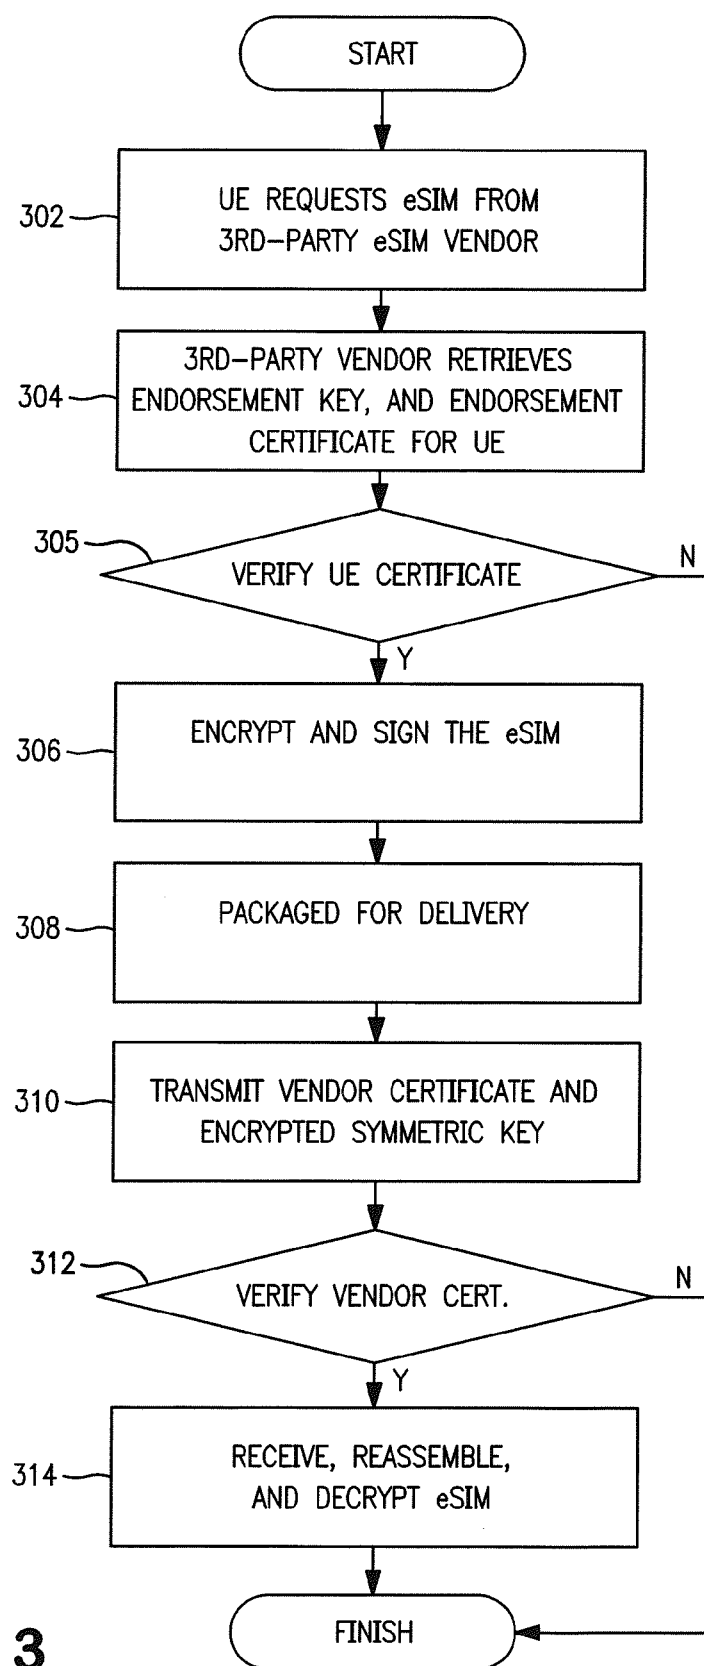 START
302
UE REQUESTS eSIM FROM
3RD-PARTY eSIM VENDOR
304
3RD-PARTY VENDOR RETRIEVES
ENDORSEMENT KEY, AND ENDORSEMENT
CERTIFICATE FOR UE
305
VERIFY UE CERTIFICATE
N
Y
306
ENCRYPT AND SIGN THE eSIM
308
PACKAGED FOR DELIVERY
310
TRANSMIT VENDOR CERTIFICATE AND
ENCRYPTED SYMMETRIC KEY
312
VERIFY VENDOR CERT.
N
Y
314
RECEIVE, REASSEMBLE,
AND DECRYPT eSIM
FINISH
3